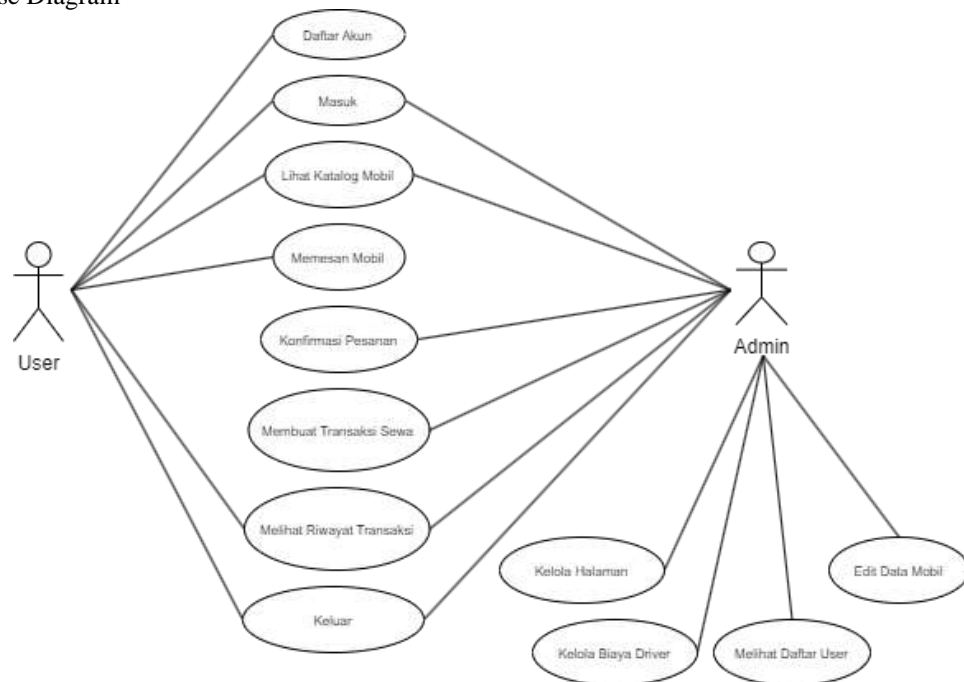 Daftar Akun
Masuk
Lihat Katalog Mobil
Memesan Mobil
User
Konfirmasi Pesanan
Admin
Membuat Transaksi Sewa
Melihat Riwayat Transaksi
Kelola Halaman
Edit Data Mobil
Keluar
Kelola Biaya Driver
Melihat Daftar User